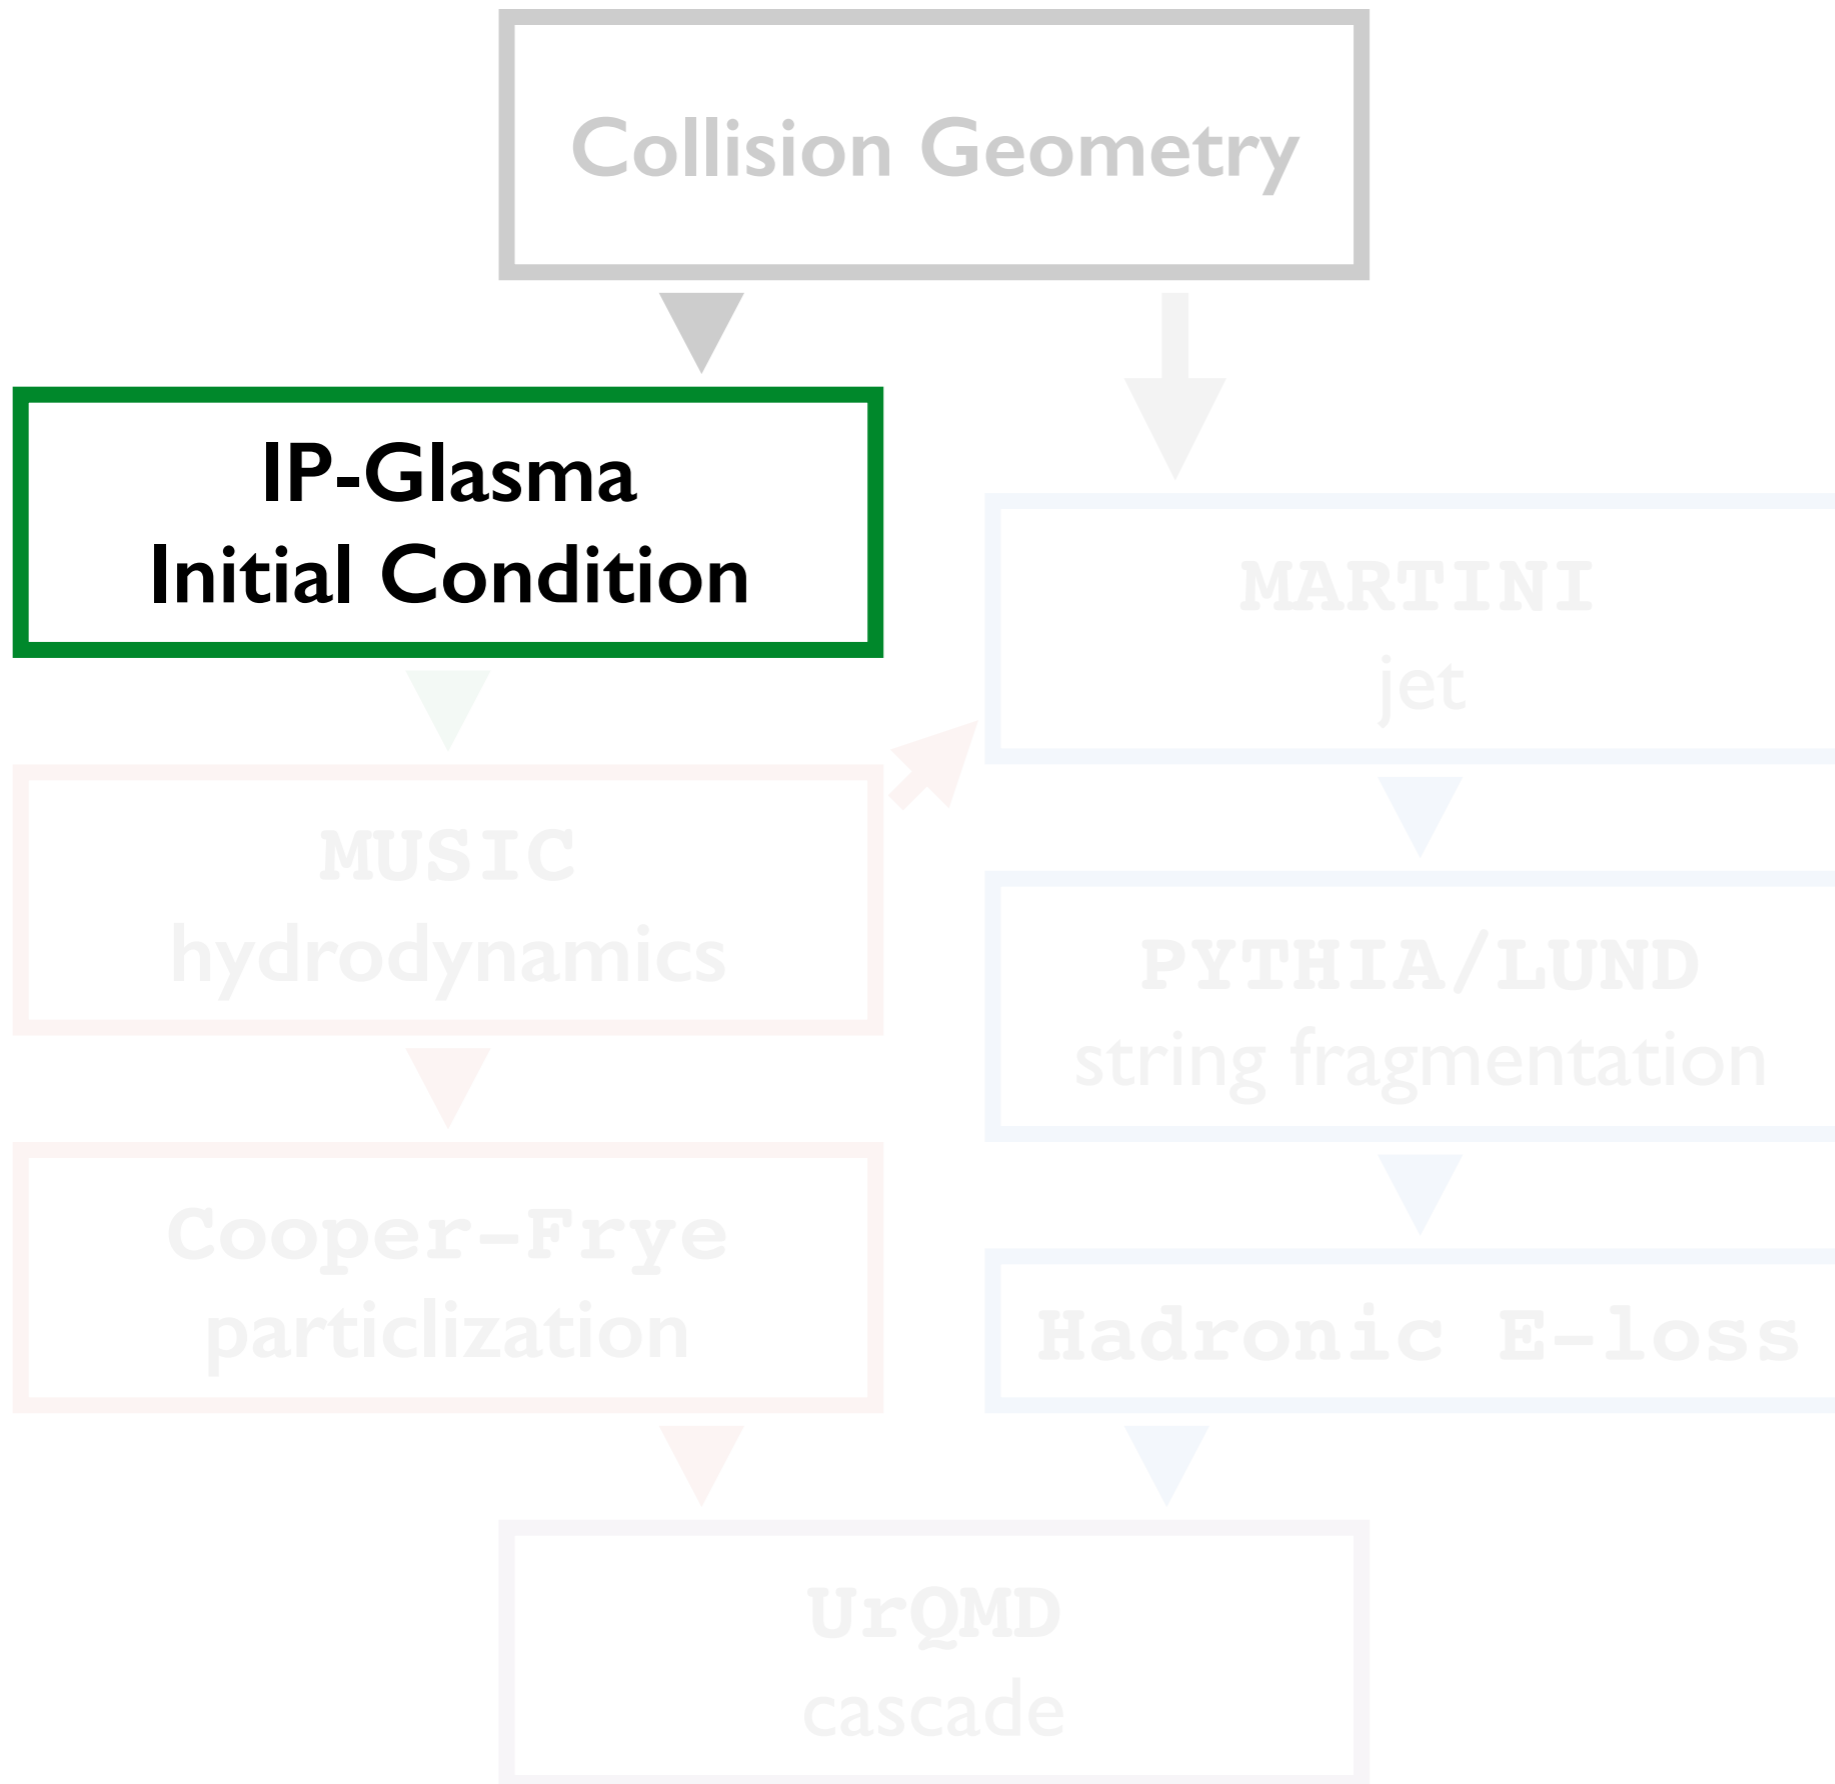 Collision Geometry
IP-Glasma
Initial Condition
MARTINI
jet
MUSIC
hydrodynamics
PYTHIA/LUND
string fragmentation
Cooper-Frye
particlization
Hadronic E-loss
UrQMD
cascade